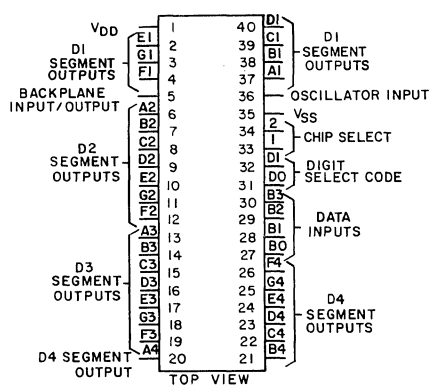 VDD 1 40 D1
E1 2 39 C1
G1 3 38 B1
F1 4 37 A1
D1 SEGMENT OUTPUTS
D1 SEGMENT OUTPUTS
BACKPLANE INPUT/OUTPUT 5 36 OSCILLATOR INPUT
A2 6 35 VSS
B2 7 34 2
C2 8 33 1
CHIP SELECT
D2 9 32 D1
E2 10 31 D0
DIGIT SELECT CODE
D2 SEGMENT OUTPUTS
G2 11 30 B3
F2 12 29 B2
A3 13 28 B1
B3 14 27 B0
DATA INPUTS
C3 15 26 F4
D3 16 25 G4
E3 17 24 E4
G3 18 23 D4
F3 19 22 C4
D3 SEGMENT OUTPUTS
D4 SEGMENT OUTPUTS
A4 20 21 B4
D4 SEGMENT OUTPUT
TOP VIEW